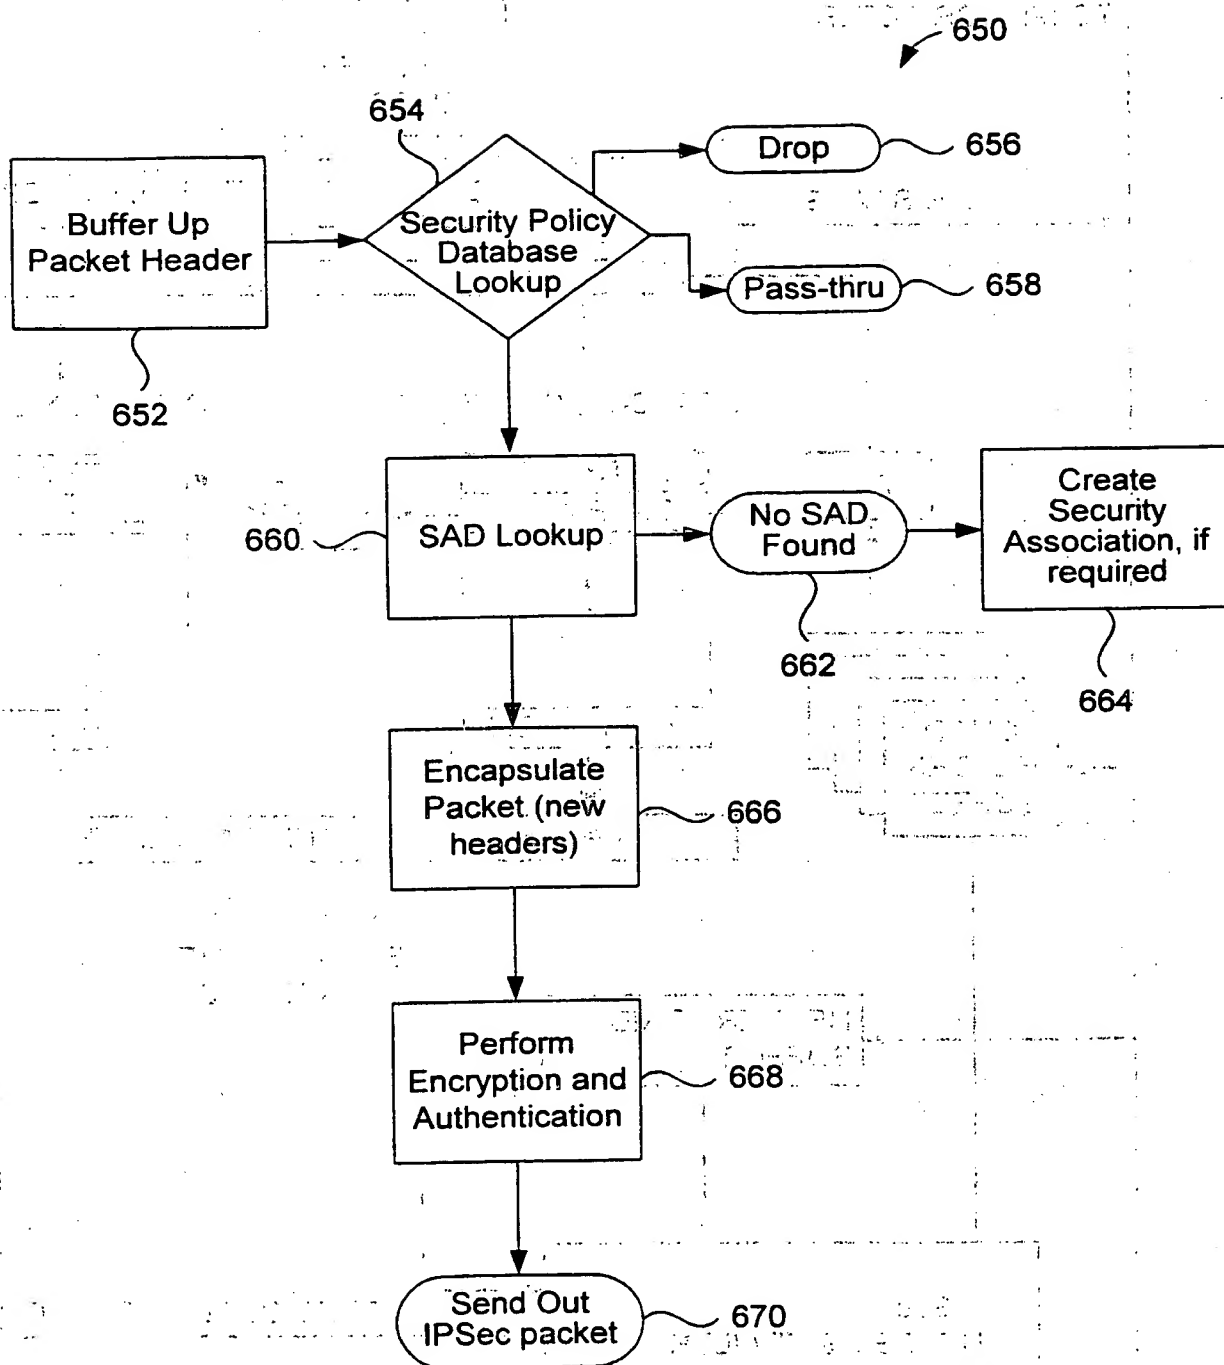 650
654
Drop
656
Buffer Up
Packet Header
652
Security Policy
Database
Lookup
Pass-thru
658
660
SAD Lookup
No SAD
Found
662
Create
Security
Association, if
required
664
Encapsulate
Packet (new
headers)
666
Perform
Encryption and
Authentication
668
Send Out
IPSec packet
670